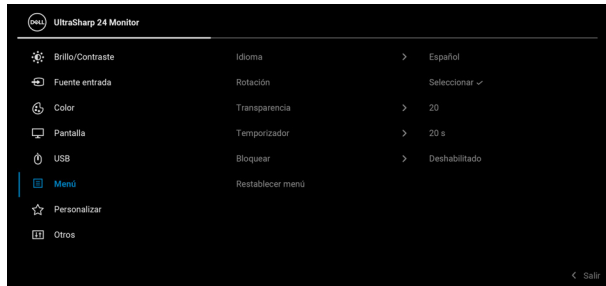 DELL UltraSharp 24 Monitor
Brillo/Contraste Idioma > Español
Fuente entrada Rotación Seleccionar ✓
Color Transparencia > 20
Pantalla Temporizador > 20 s
USB Bloquear > Deshabilitado
Menú Restablecer menú
Personalizar
Otros
< Salir